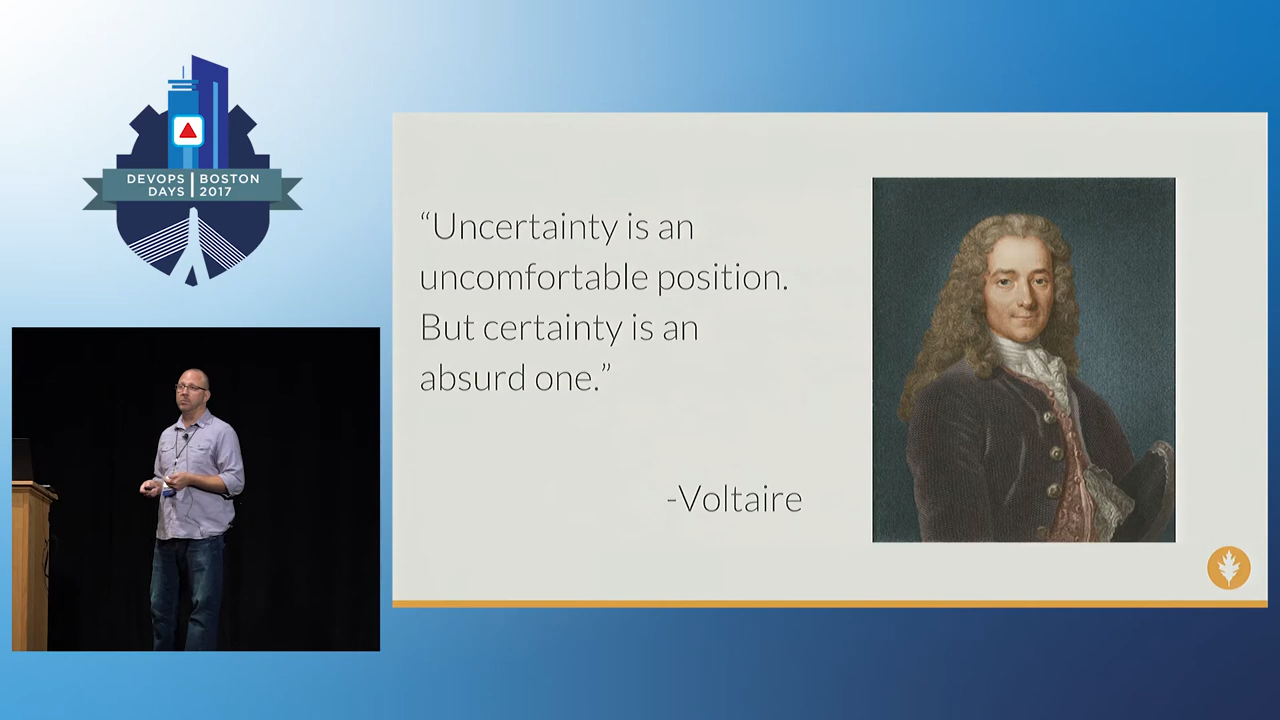 DEVOPS BOSTON
DAYS 2017
“Uncertainty is an
uncomfortable position.
But certainty is an
absurd one.”
-Voltaire